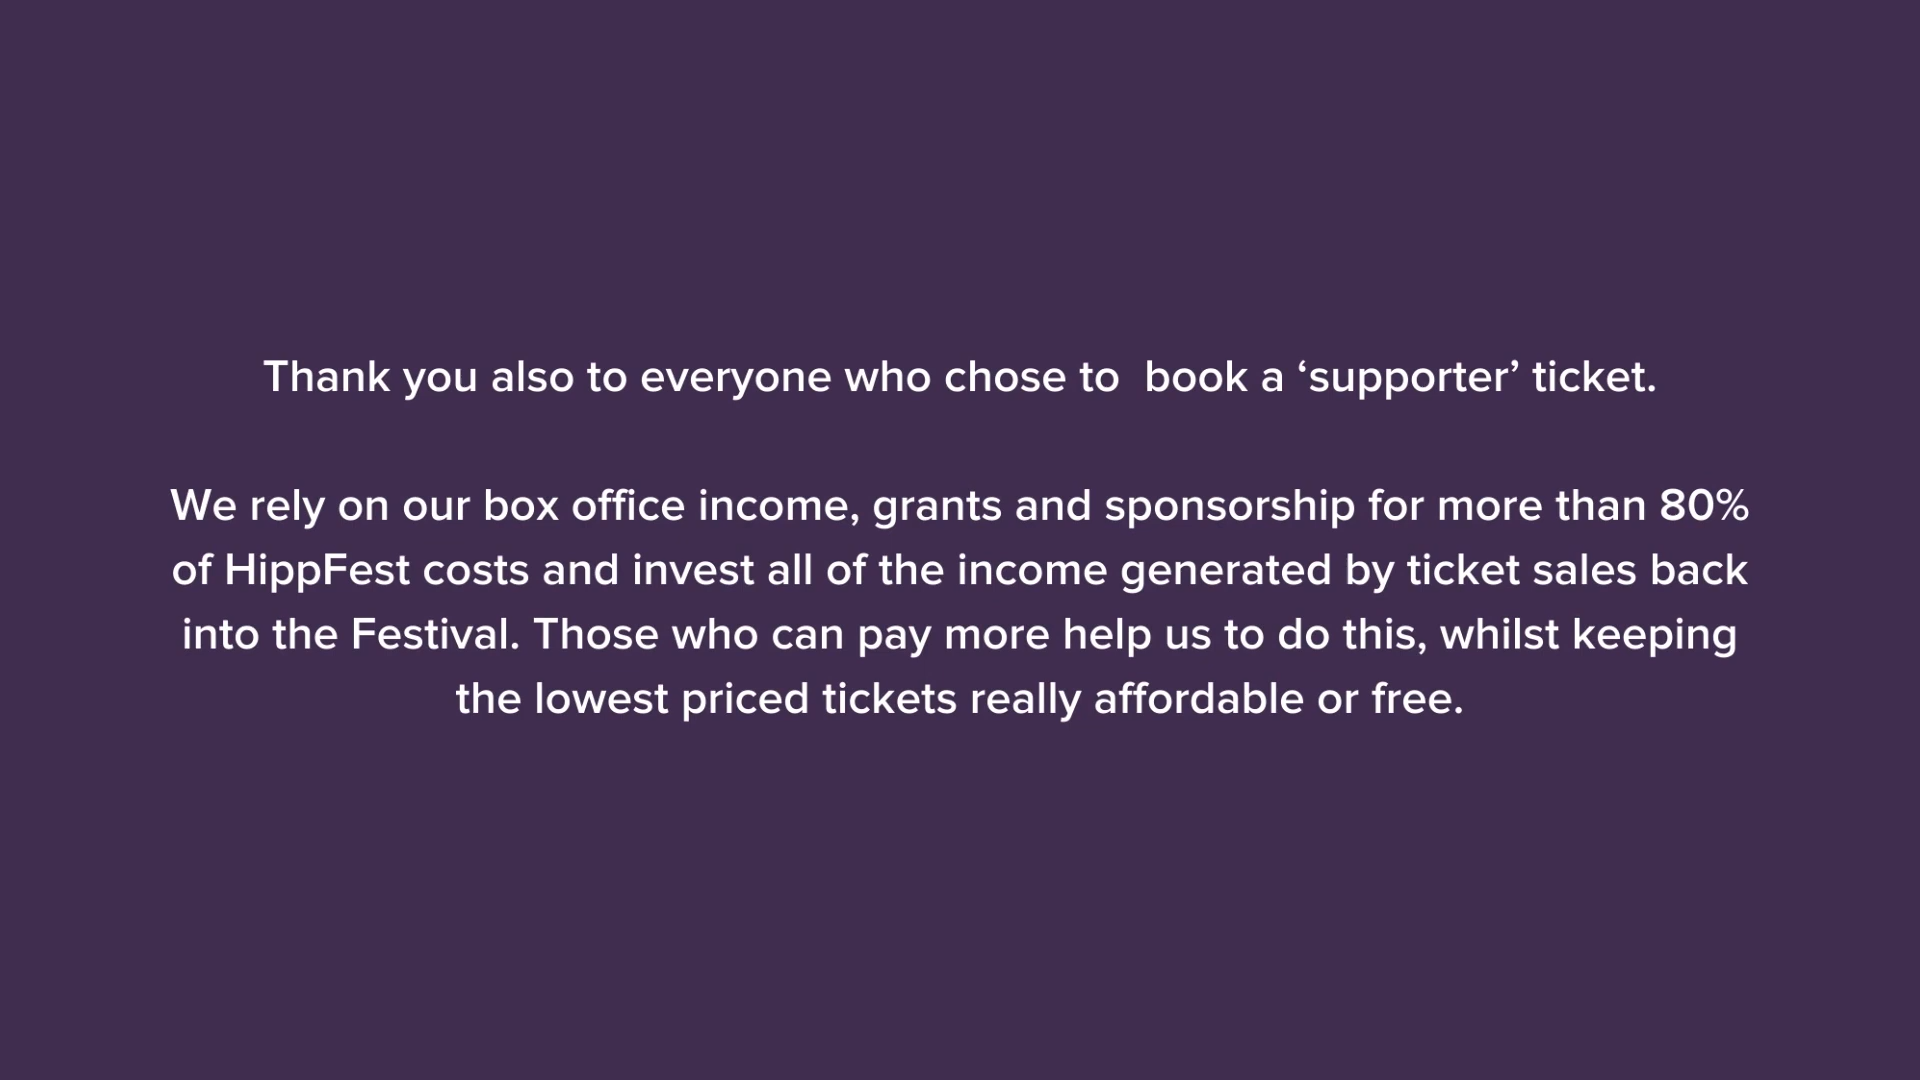 Thank you also to everyone who chose to  book a ‘supporter’ ticket.
We rely on our box office income, grants and sponsorship for more than 80%
of HippFest costs and invest all of the income generated by ticket sales back
into the Festival. Those who can pay more help us to do this, whilst keeping
the lowest priced tickets really affordable or free.